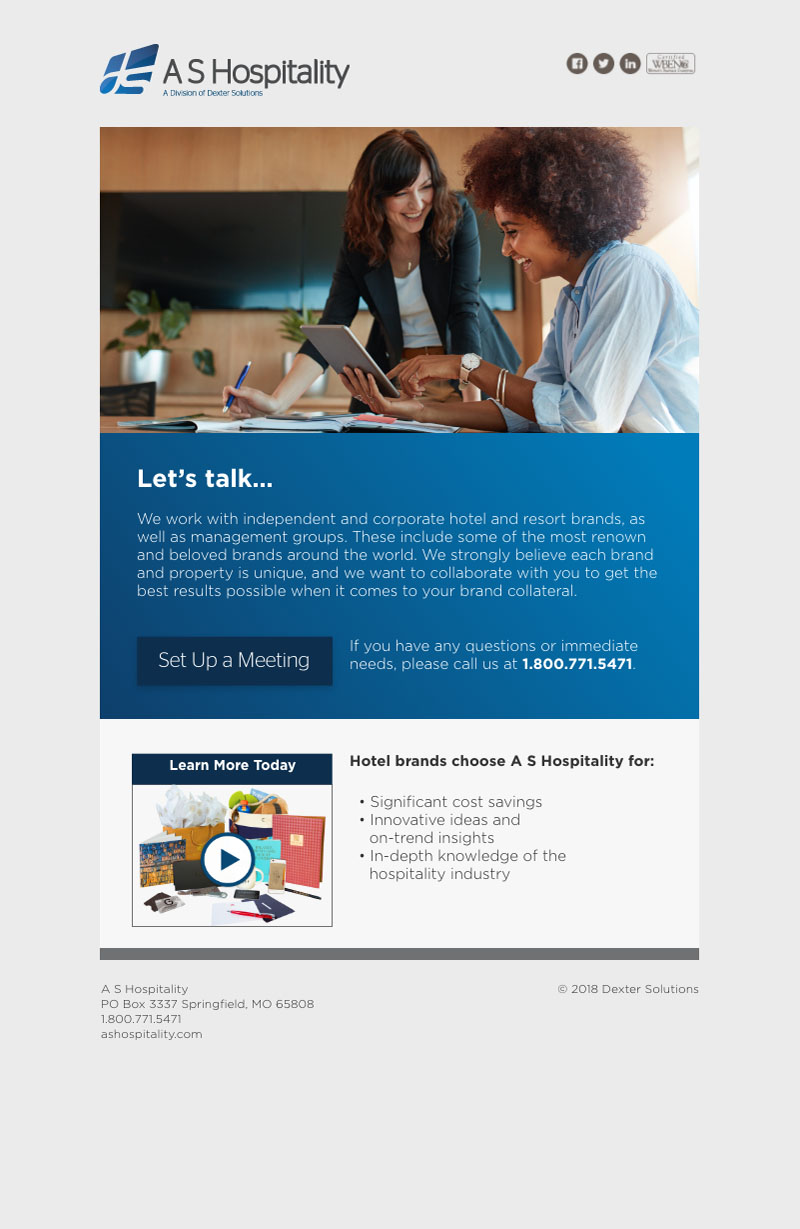 A S Hospitality
A Division of Dexter Solutions
Certified
WBENC
Women's Business Enterprise
Let’s talk...
We work with independent and corporate hotel and resort brands, as
well as management groups. These include some of the most renown
and beloved brands around the world. We strongly believe each brand
and property is unique, and we want to collaborate with you to get the
best results possible when it comes to your brand collateral.
Set Up a Meeting
If you have any questions or immediate
needs, please call us at 1.800.771.5471.
Learn More Today
Hotel brands choose A S Hospitality for:
• Significant cost savings
• Innovative ideas and
on-trend insights
• In-depth knowledge of the
hospitality industry
A S Hospitality
PO Box 3337 Springfield, MO 65808
1.800.771.5471
ashospitality.com
© 2018 Dexter Solutions